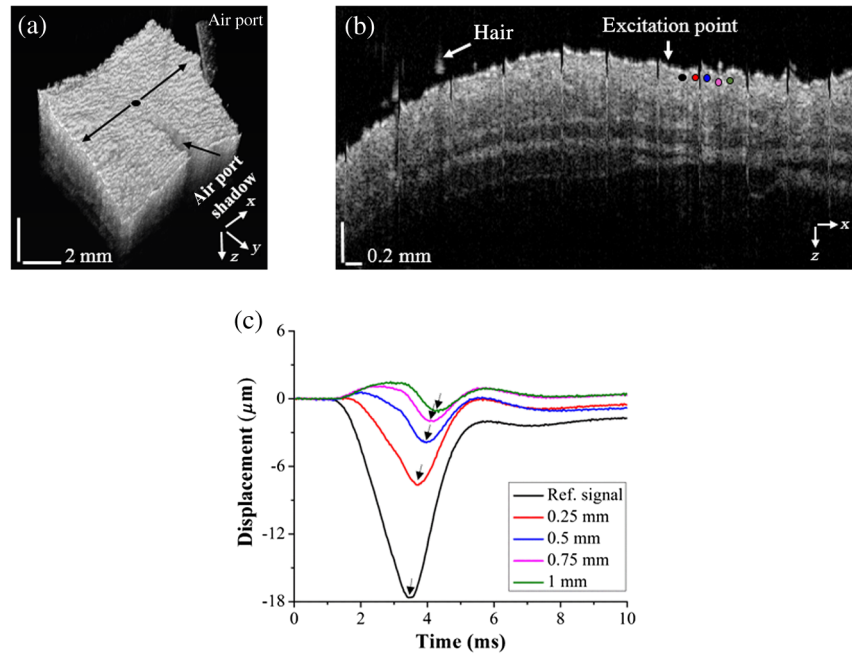 (a)
Air port
Air port
shadow
x
y
z
2 mm
(b)
Hair
Excitation point
x
z
0.2 mm
(c)
6
0
-6
-12
-18
Displacement (μm)
Ref. signal
0.25 mm
0.5 mm
0.75 mm
1 mm
0
2
4
6
8
10
Time (ms)